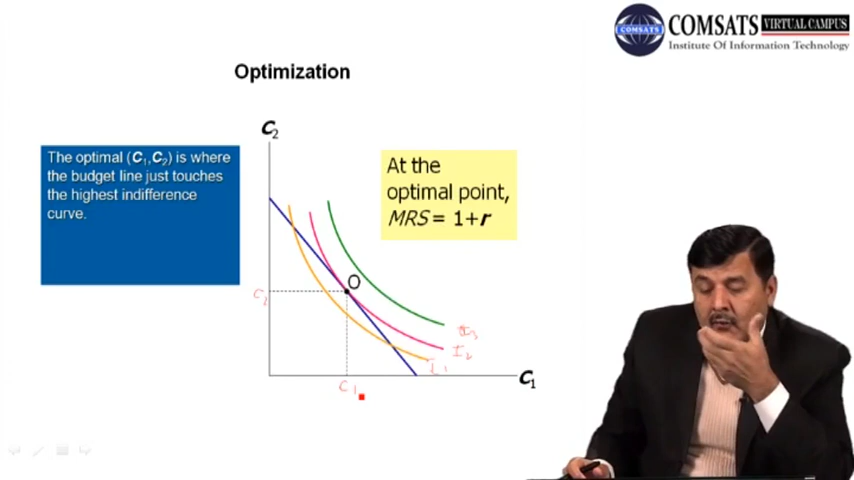 COMSATS VIRTUAL CAMPUS
COMSATS
Institute Of Information Technology
Optimization
The optimal (C1,C2) is where
the budget line just touches
the highest indifference
curve.
C2
At the
optimal point,
MRS = 1+r
O
C2
I3
I2
I1
C1
C1